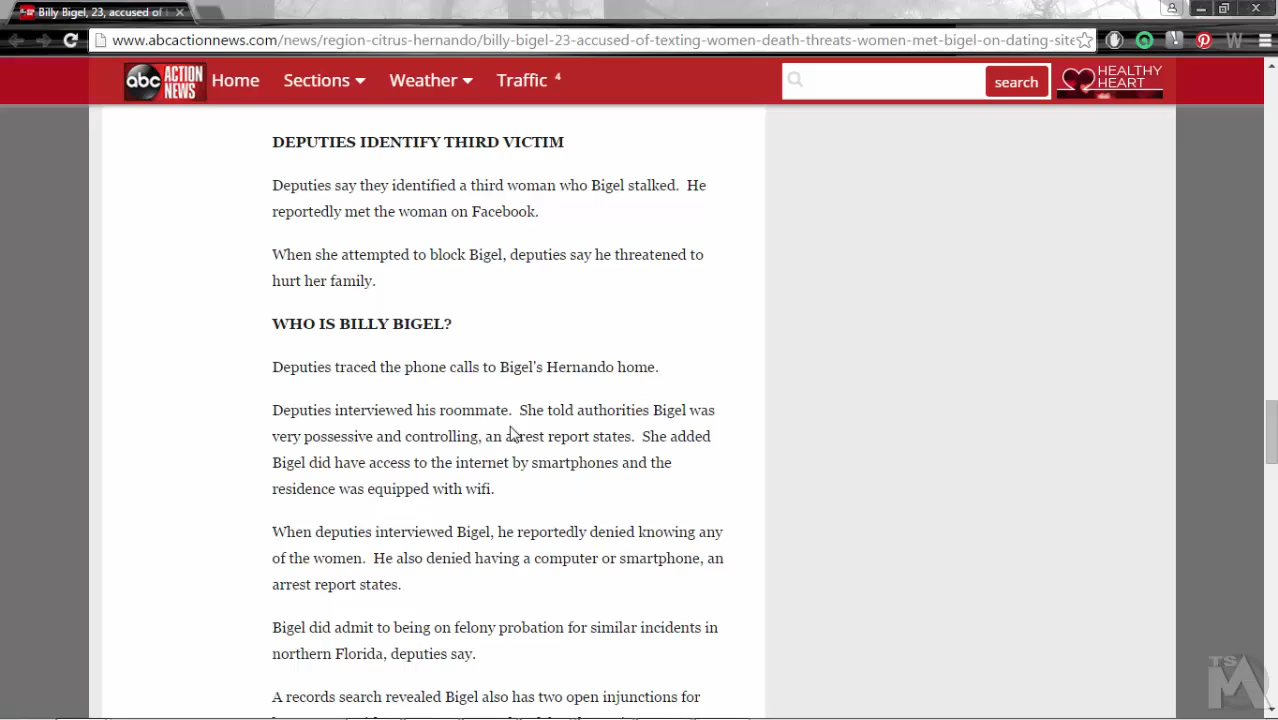 Billy Bigel, 23, accused of
www.abcactionnews.com/news/region-citrus-hernando/billy-bigel-23-accused-of-texting-women-death-threats-women-met-bigel-on-dating-site
abc ACTION NEWS
Home Sections Weather Traffic 4
search
HEALTHY HEART
DEPUTIES IDENTIFY THIRD VICTIM
Deputies say they identified a third woman who Bigel stalked.  He
reportedly met the woman on Facebook.
When she attempted to block Bigel, deputies say he threatened to
hurt her family.
WHO IS BILLY BIGEL?
Deputies traced the phone calls to Bigel's Hernando home.
Deputies interviewed his roommate.  She told authorities Bigel was
very possessive and controlling, an arrest report states.  She added
Bigel did have access to the internet by smartphones and the
residence was equipped with wifi.
When deputies interviewed Bigel, he reportedly denied knowing any
of the women.  He also denied having a computer or smartphone, an
arrest report states.
Bigel did admit to being on felony probation for similar incidents in
northern Florida, deputies say.
A records search revealed Bigel also has two open injunctions for
TSM